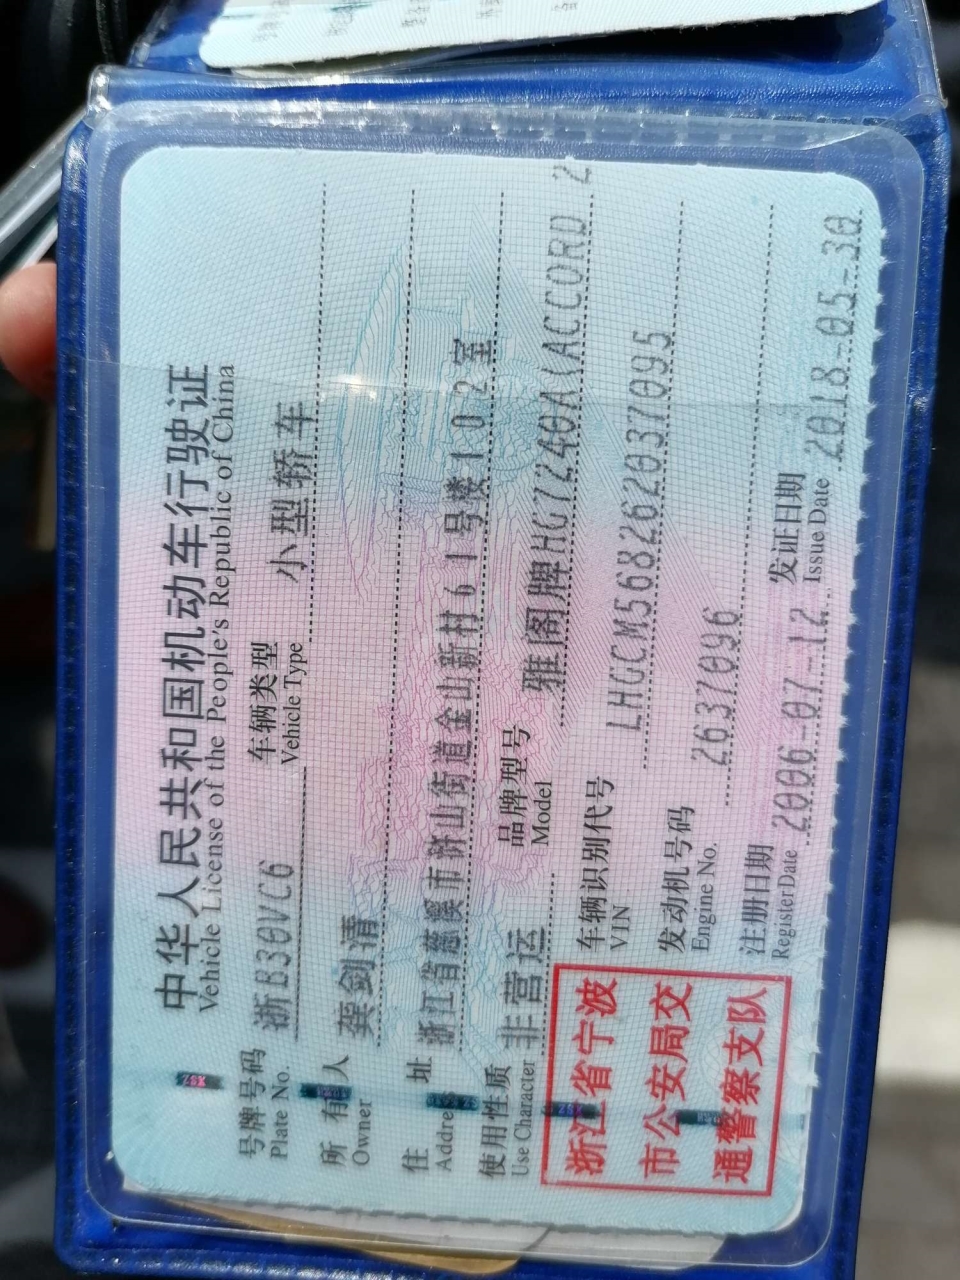 中华人民共和国机动车行驶证
Vehicle License of the People's Republic of China
号牌号码 浙B30VC6 车辆类型 小型轿车
Plate No. Vehicle Type
所有人 龚剑清
Owner
住址 浙江省慈溪市浒山街道金山新村61号楼102室
Addre
使用性质 非营运 品牌型号 雅阁牌HG7240A(ACCORD 2
Use Character Model
浙江省宁波
市公安局交
通警察支队
车辆识别代号 LHGCM568262037095
VIN
发动机号码 2637096
Engine No.
注册日期 2006-07-12 发证日期 2018-05-30
Register Date Issue Date